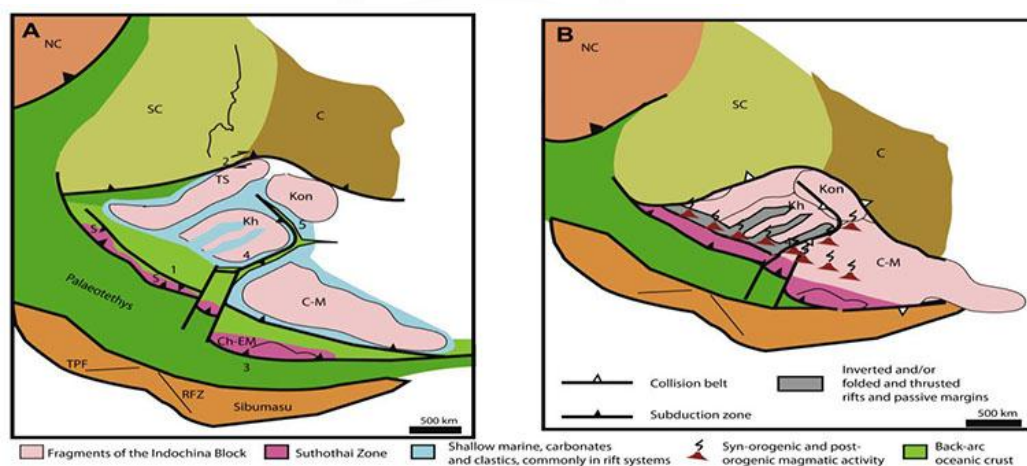 A
NC
SC
C
2
TS
Kon
Kh
5
S
4
1
S
Palaeotethys
C-M
Ch-EM
3
TPF
RFZ
Sibumasu
500 km
B
NC
SC
C
Kon
Kh
C-M
Collision belt
Subduction zone
Inverted and/or
folded and thrusted
rifts and passive
margins
500 km
Fragments of the Indochina Block
Suthothai Zone
Shallow marine, carbonates
and clastics, commonly in rift systems
Syn-orogenic and post-
orogenic magmatic activity
Back-arc
oceanic crust